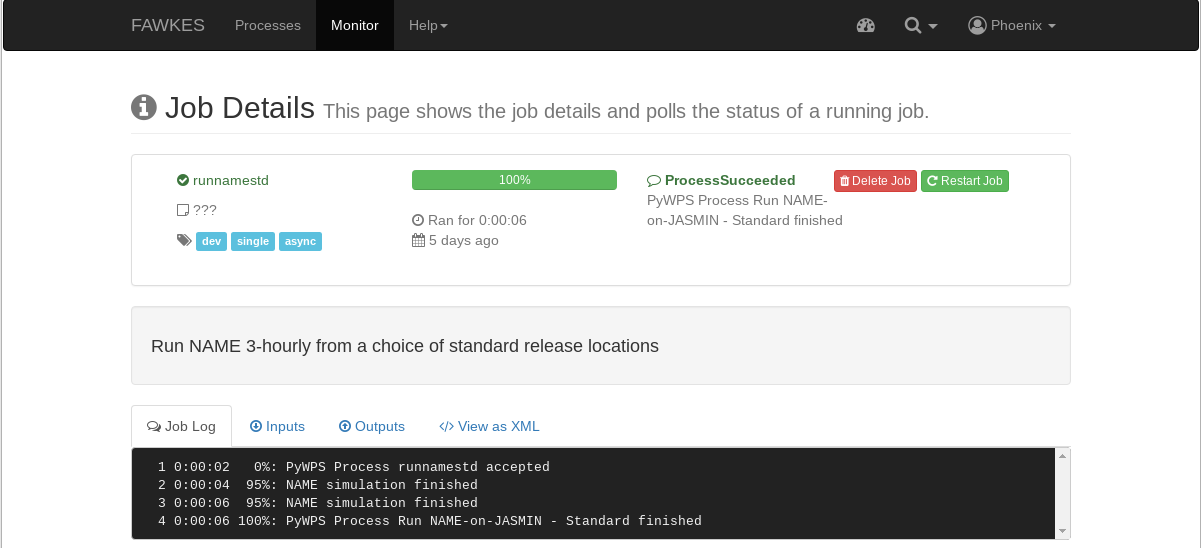 FAWKES Processes Monitor Help Phoenix
Job Details This page shows the job details and polls the status of a running job.
runnamestd
???
dev single async
100%
Ran for 0:00:06
5 days ago
ProcessSucceeded
PyWPS Process Run NAME-
on-JASMIN - Standard finished
Delete Job Restart Job
Run NAME 3-hourly from a choice of standard release locations
Job Log Inputs Outputs View as XML
1 0:00:02   0%: PyWPS Process runnamestd accepted
2 0:00:04  95%: NAME simulation finished
3 0:00:06  95%: NAME simulation finished
4 0:00:06 100%: PyWPS Process Run NAME-on-JASMIN - Standard finished